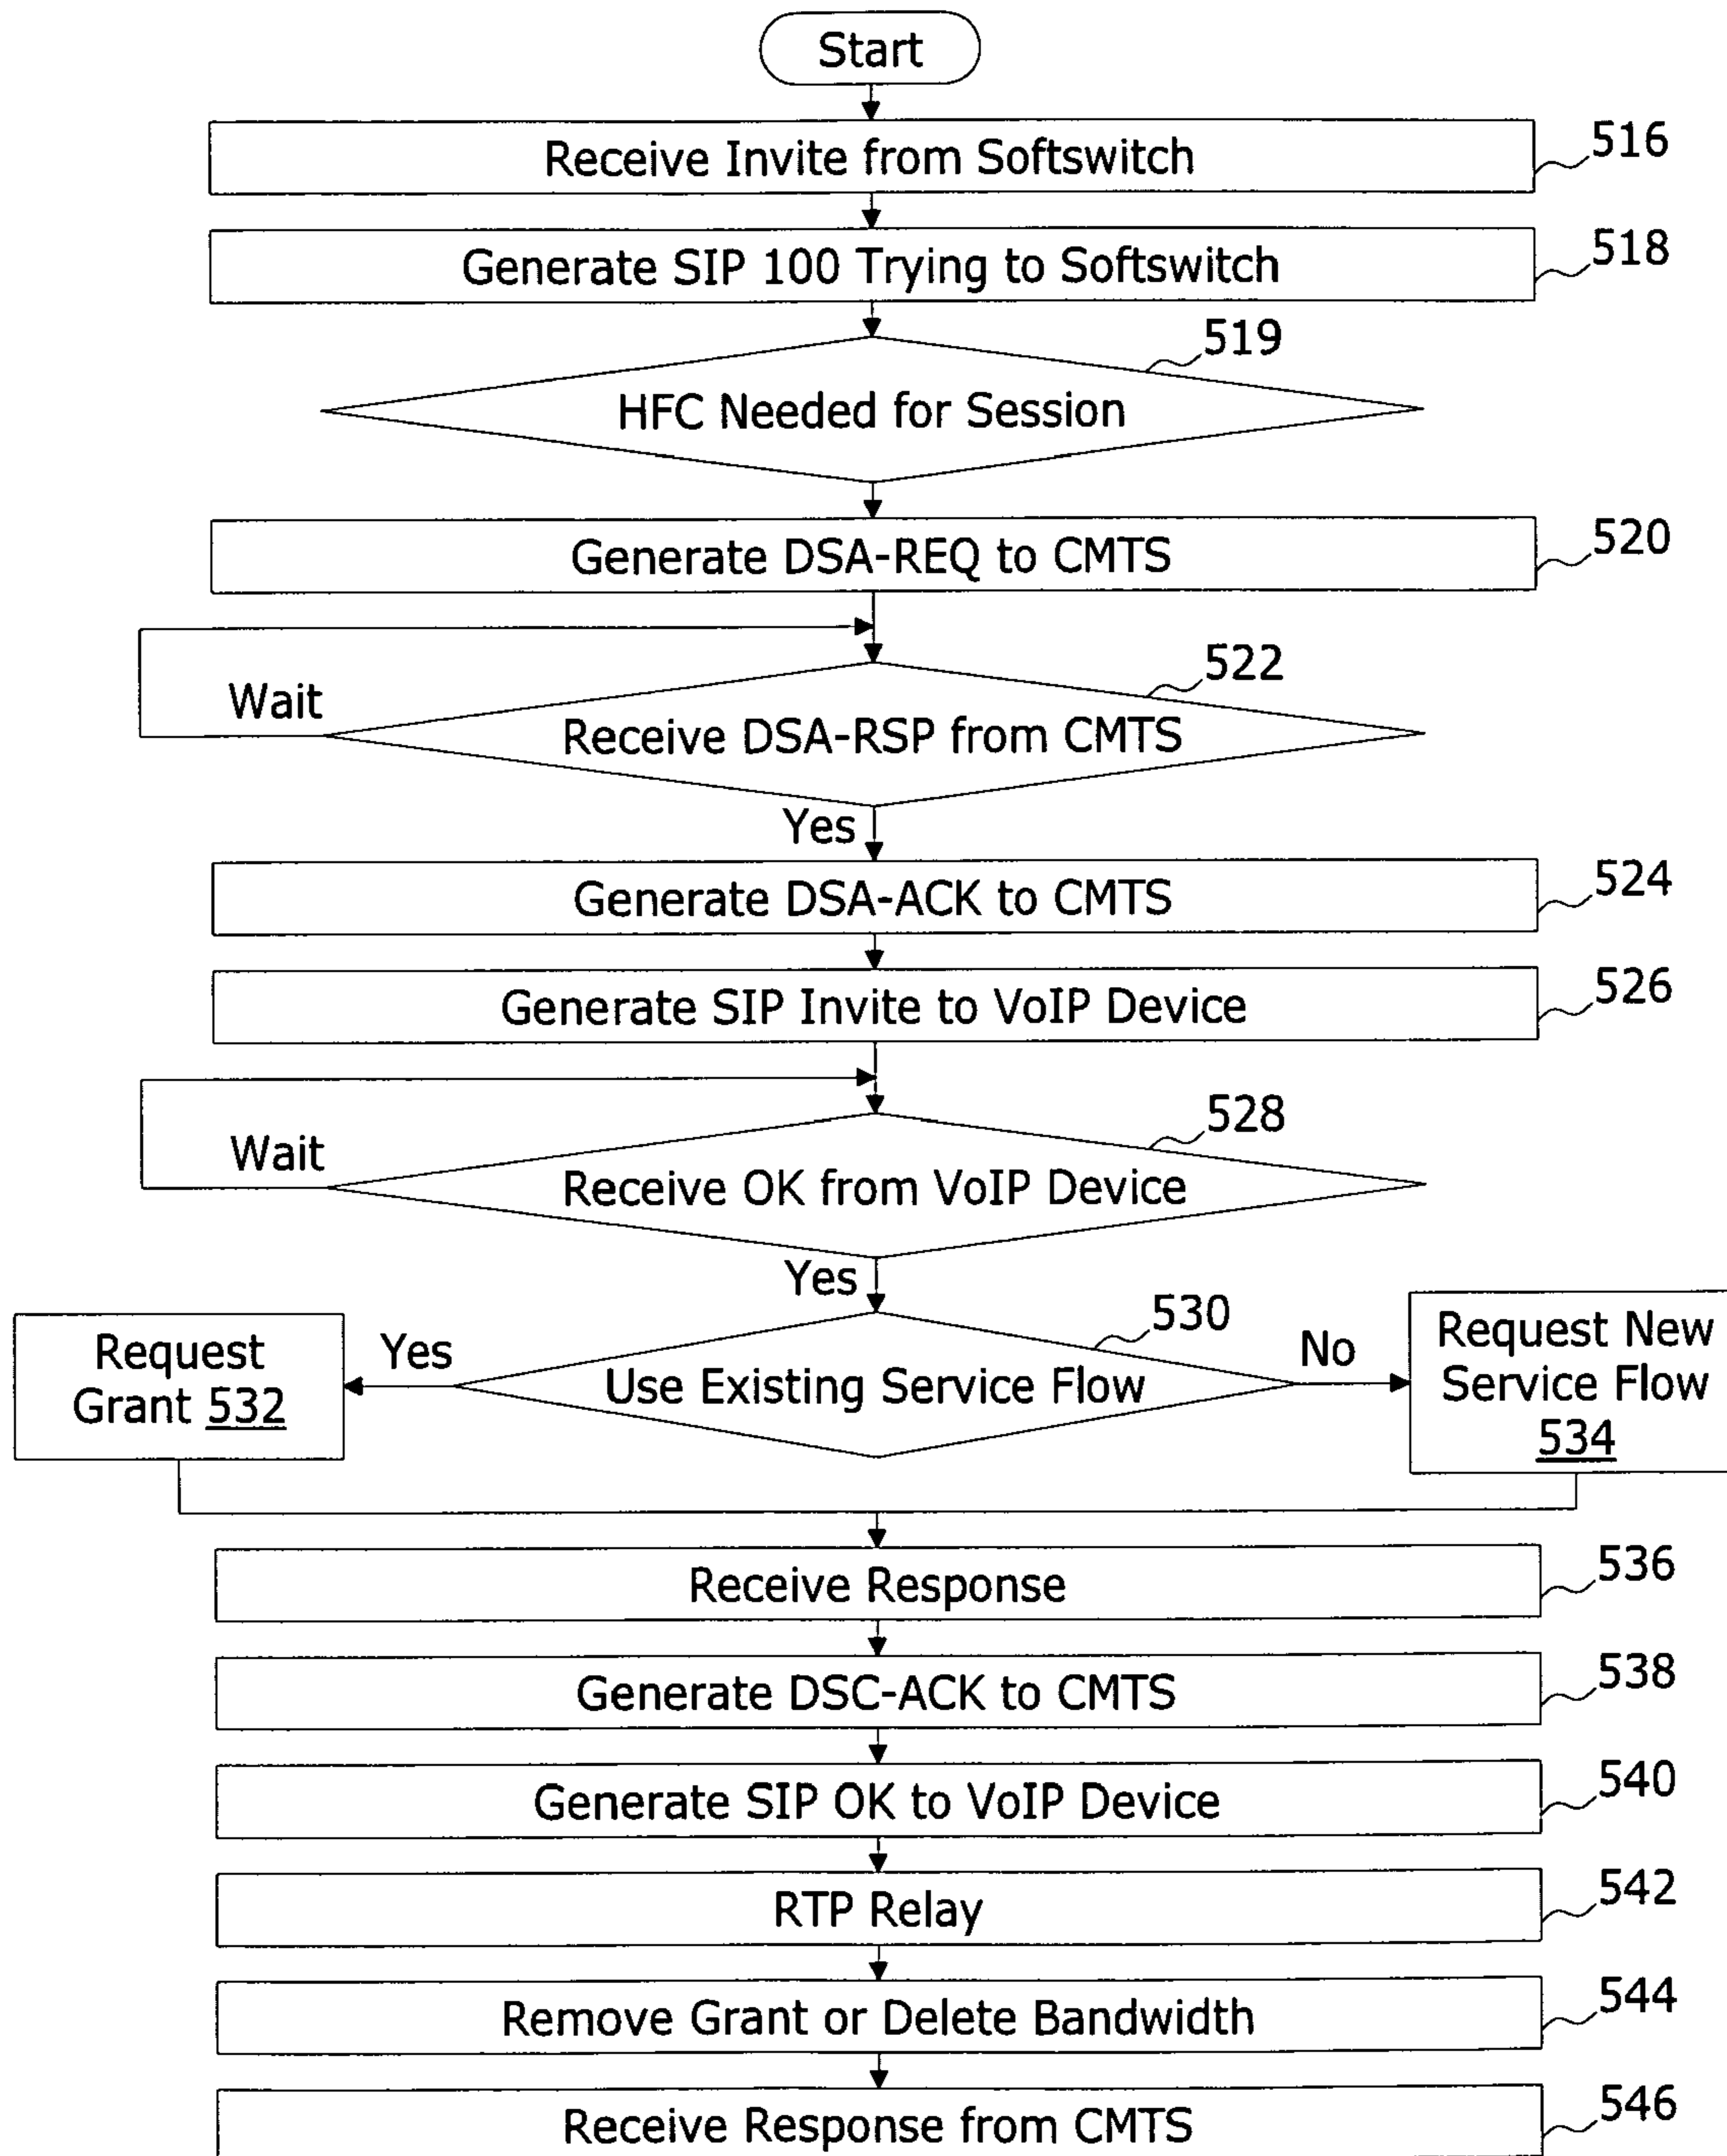 Start
Receive Invite from Softswitch
516
Generate SIP 100 Trying to Softswitch
518
519
HFC Needed for Session
Generate DSA-REQ to CMTS
520
522
Wait
Receive DSA-RSP from CMTS
Yes
Generate DSA-ACK to CMTS
524
Generate SIP Invite to VoIP Device
526
528
Wait
Receive OK from VoIP Device
Yes
530
Request
Grant 532
Yes
Use Existing Service Flow
No
Request New
Service Flow
534
Receive Response
536
Generate DSC-ACK to CMTS
538
Generate SIP OK to VoIP Device
540
RTP Relay
542
Remove Grant or Delete Bandwidth
544
Receive Response from CMTS
546